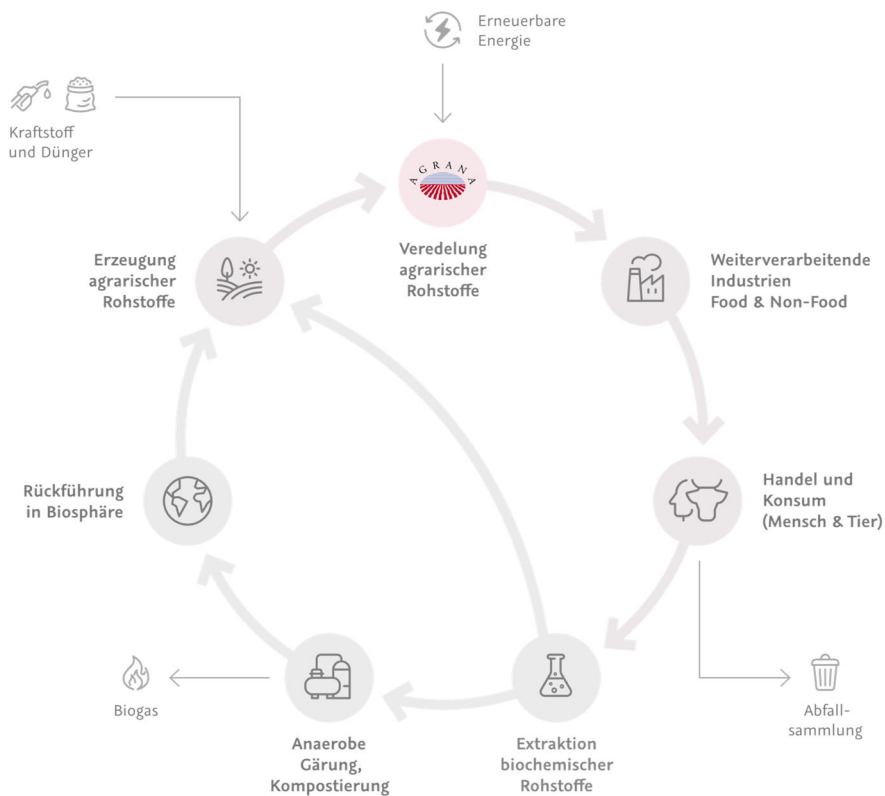 Erneuerbare
Energie
Kraftstoff
und Dünger
AGRANA
Erzeugung
agrarischer
Rohstoffe
Veredelung
agrarischer
Rohstoffe
Weiterverarbeitende
Industrien
Food & Non-Food
Rückführung
in Biosphäre
Handel und
Konsum
(Mensch & Tier)
Biogas
Anaerobe
Gärung,
Kompostierung
Extraktion
biochemischer
Rohstoffe
Abfall-
sammlung